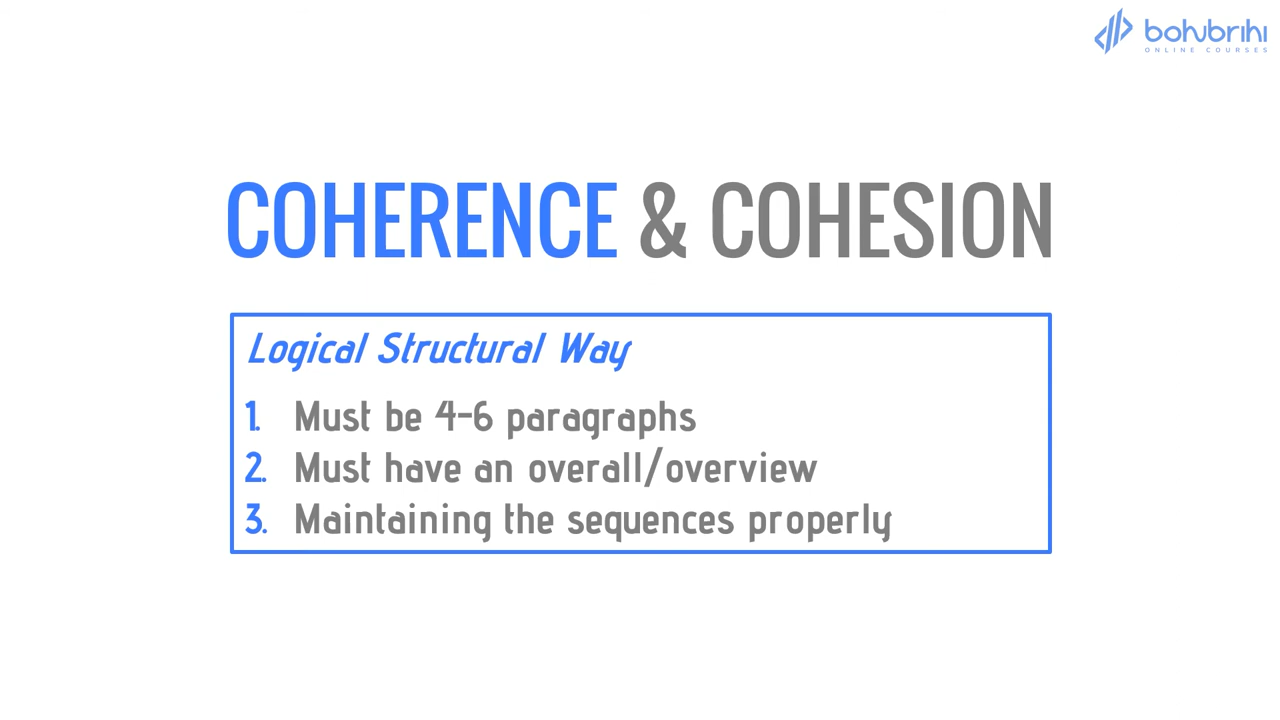 bohubrihi
ONLINE COURSES
COHERENCE & COHESION
Logical Structural Way
1. Must be 4-6 paragraphs
2. Must have an overall/overview
3. Maintaining the sequences properly